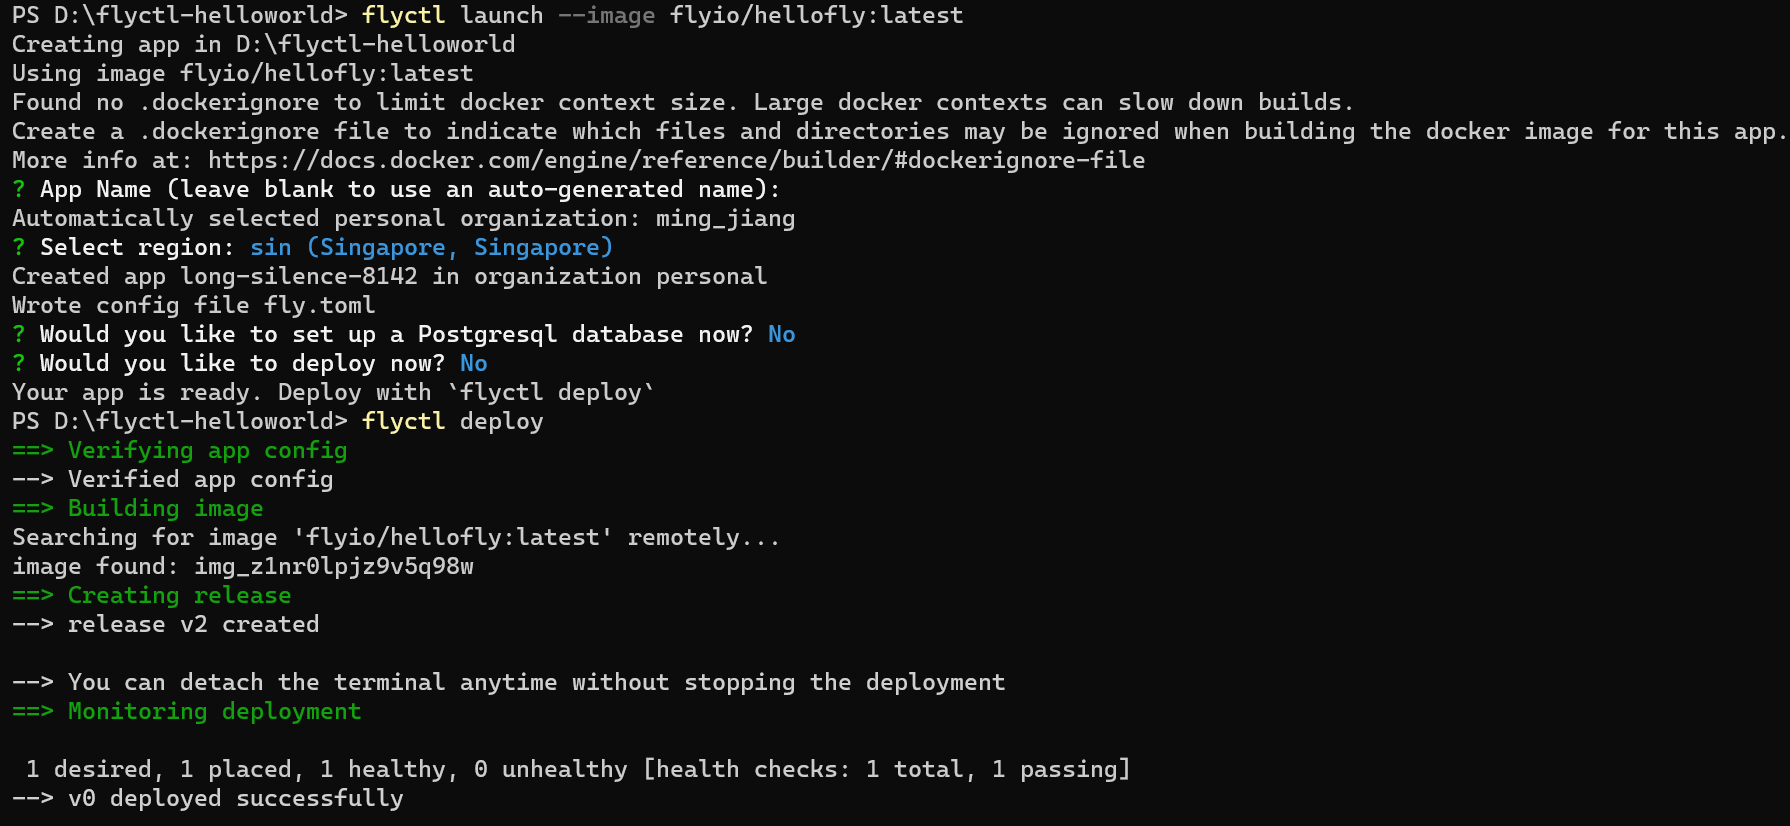 PS D:\flyctl-helloworld> flyctl launch --image flyio/hellofly:latest
Creating app in D:\flyctl-helloworld
Using image flyio/hellofly:latest
Found no .dockerignore to limit docker context size. Large docker contexts can slow down builds.
Create a .dockerignore file to indicate which files and directories may be ignored when building the docker image for this app.
More info at: https://docs.docker.com/engine/reference/builder/#dockerignore-file
? App Name (leave blank to use an auto-generated name):
Automatically selected personal organization: ming_jiang
? Select region: sin (Singapore, Singapore)
Created app long-silence-8142 in organization personal
Wrote config file fly.toml
? Would you like to set up a Postgresql database now? No
? Would you like to deploy now? No
Your app is ready. Deploy with `flyctl deploy`
PS D:\flyctl-helloworld> flyctl deploy
==> Verifying app config
--> Verified app config
==> Building image
Searching for image 'flyio/hellofly:latest' remotely...
image found: img_z1nr0lpjz9v5q98w
==> Creating release
--> release v2 created
--> You can detach the terminal anytime without stopping the deployment
==> Monitoring deployment
1 desired, 1 placed, 1 healthy, 0 unhealthy [health checks: 1 total, 1 passing]
--> v0 deployed successfully